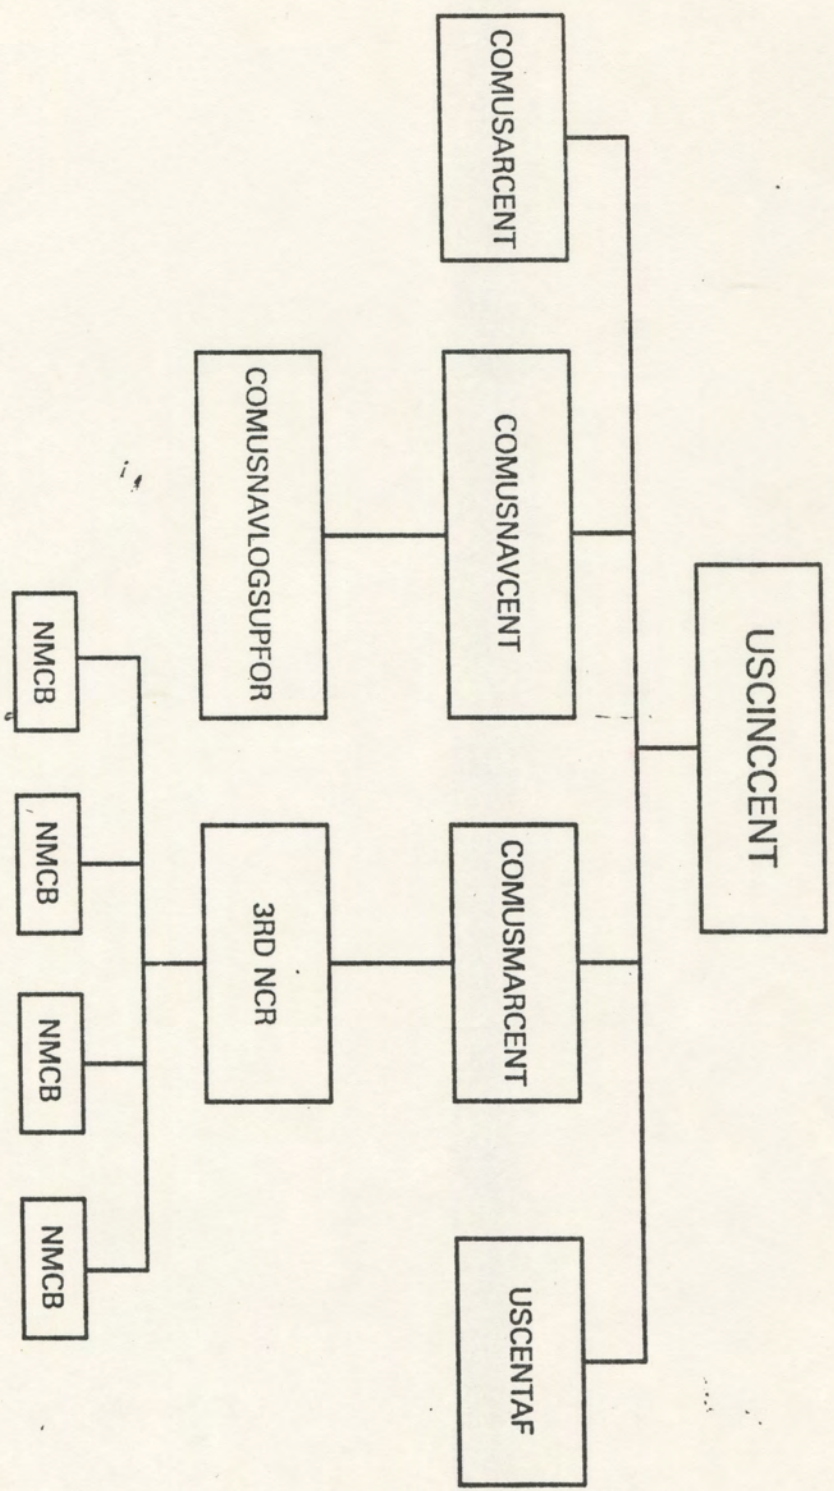 USCINCCENT
COMUSARCENT
COMUSNAVCENT
COMUSMARCENT
USCENTAF
COMUSNAVLOGSUPFOR
3RD NCR
NMCB
NMCB
NMCB
NMCB